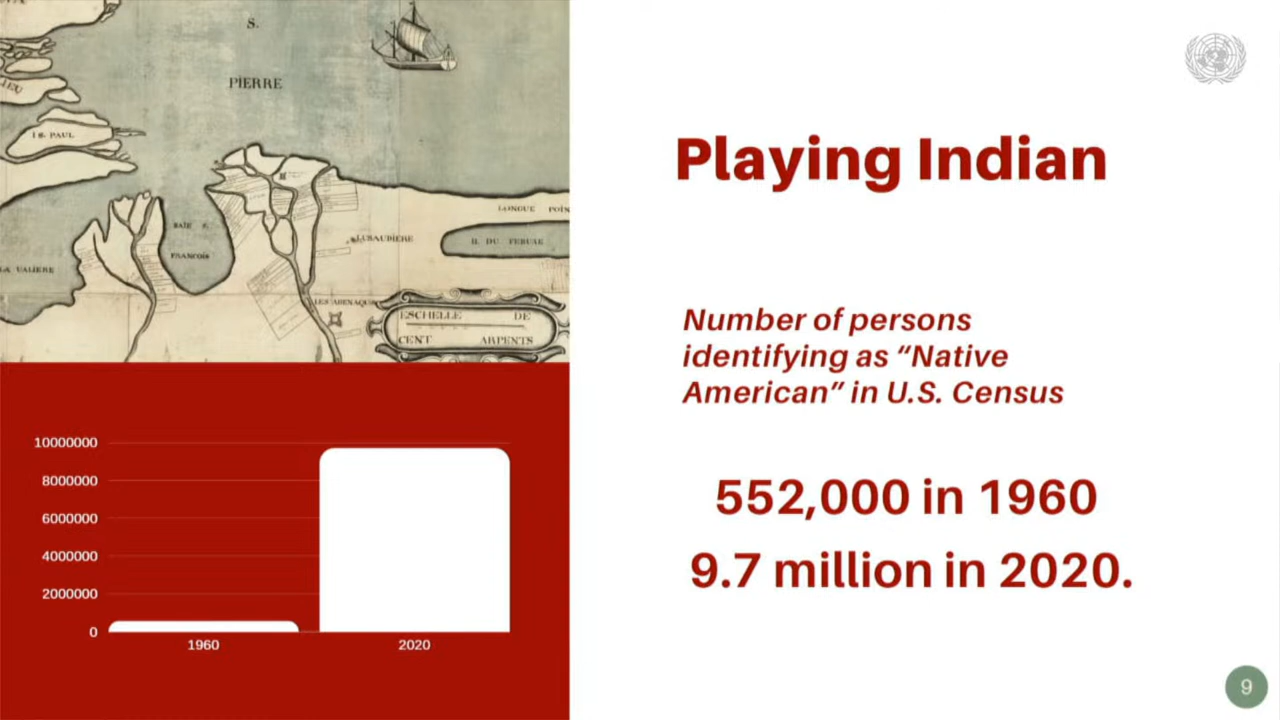 S.
PIERRE
I S. PAUL
BAIE S.
FRANCOIS
LONGUE POIN
LUBAUDIERE
LA VALIERE
LES ABENAQUIS
ESCHELLE DE
CENT ARPENTS
Playing Indian
Number of persons
identifying as “Native
American” in U.S. Census
552,000 in 1960
9.7 million in 2020.
10000000
8000000
6000000
4000000
2000000
0
1960
2020
9